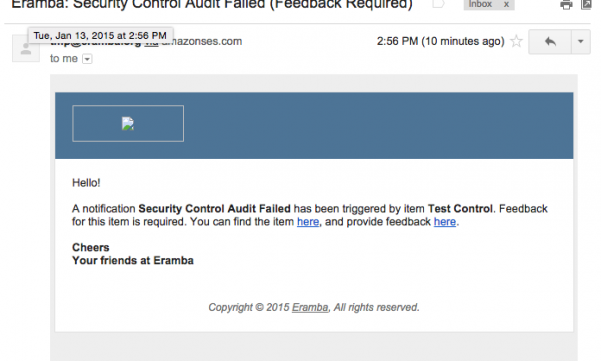 Eramba: Security Control Audit Failed (Feedback Required)
Inbox x
Tue, Jan 13, 2015 at 2:56 PM
via amazonses.com
2:56 PM (10 minutes ago)
to me
Hello!
A notification Security Control Audit Failed has been triggered by item Test Control. Feedback
for this item is required. You can find the item here, and provide feedback here.
Cheers
Your friends at Eramba
Copyright © 2015 Eramba, All rights reserved.